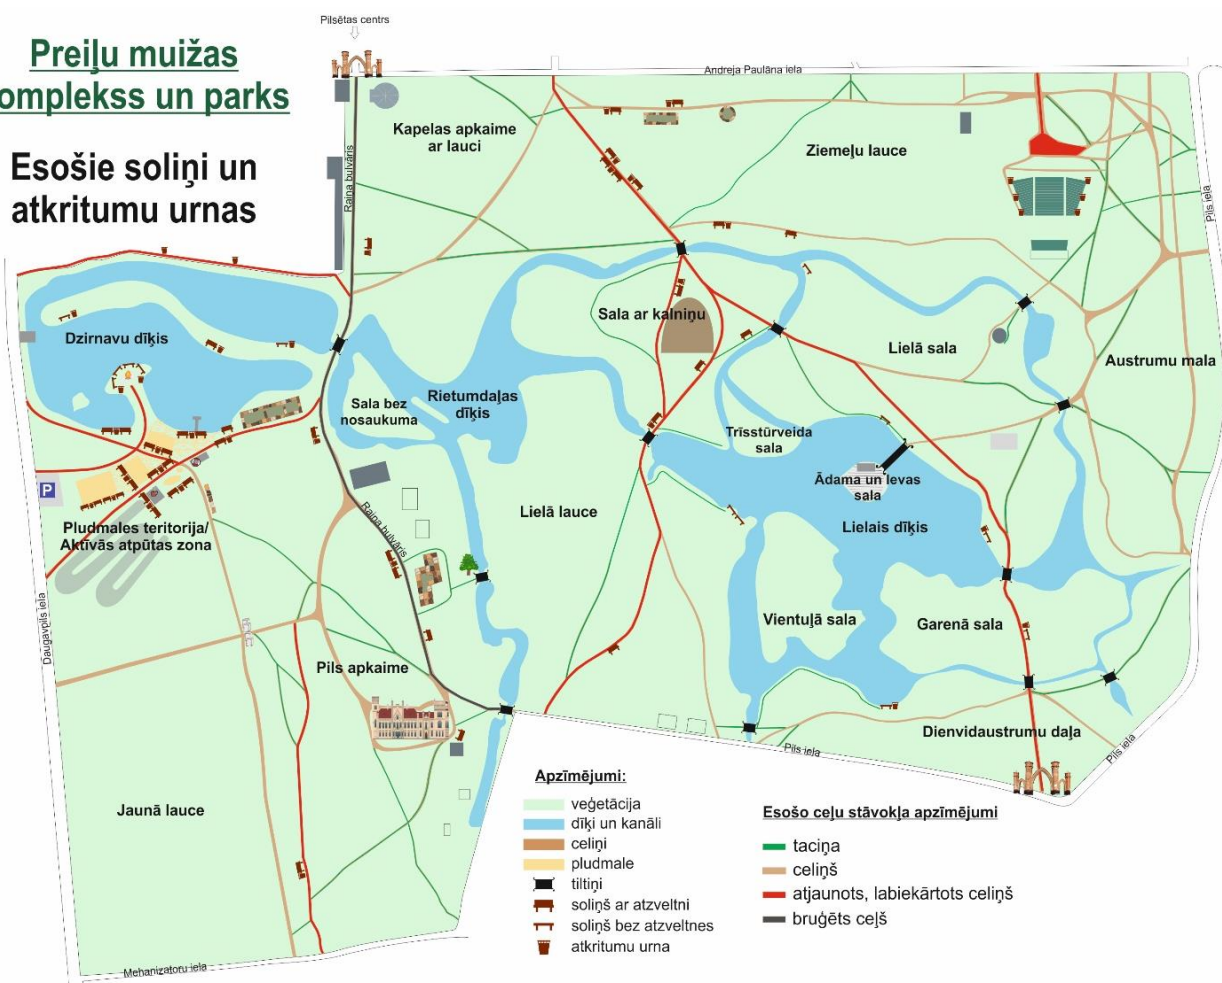 Pilsētas centrs
Preiļu muižas
omplekss un parks
Esošie soliņi un
atkritumu urnas
Andreja Paulāna iela
Kapelas apkaime
ar lauci
Ziemeļu lauce
Raiņa bulvāris
Pils iela
Dzirnavu dīķis
Sala ar kalniņu
Lielā sala
Austrumu mala
Sala bez
nosaukuma
Rietumdaļas
dīķis
Trīsstūrveida
sala
Ādama un Ievas
sala
P
Pludmales teritorija/
Aktīvās atpūtas zona
Lielā lauce
Lielais dīķis
Raiņa bulvāris
Daugavpils iela
Vientuļā sala
Garenā sala
Pils apkaime
Dienvidaustrumu daļa
Pils iela
Pils iela
Jaunā lauce
Mehanizatoru iela
Apzīmējumi:
veģetācija
dīķi un kanāli
celiņi
pludmale
tiltiņi
soliņš ar atzveltni
soliņš bez atzveltnes
atkritumu urna
Esošo ceļu stāvokļa apzīmējumi
taciņa
celiņš
atjaunots, labiekārtots celiņš
bruģēts ceļš